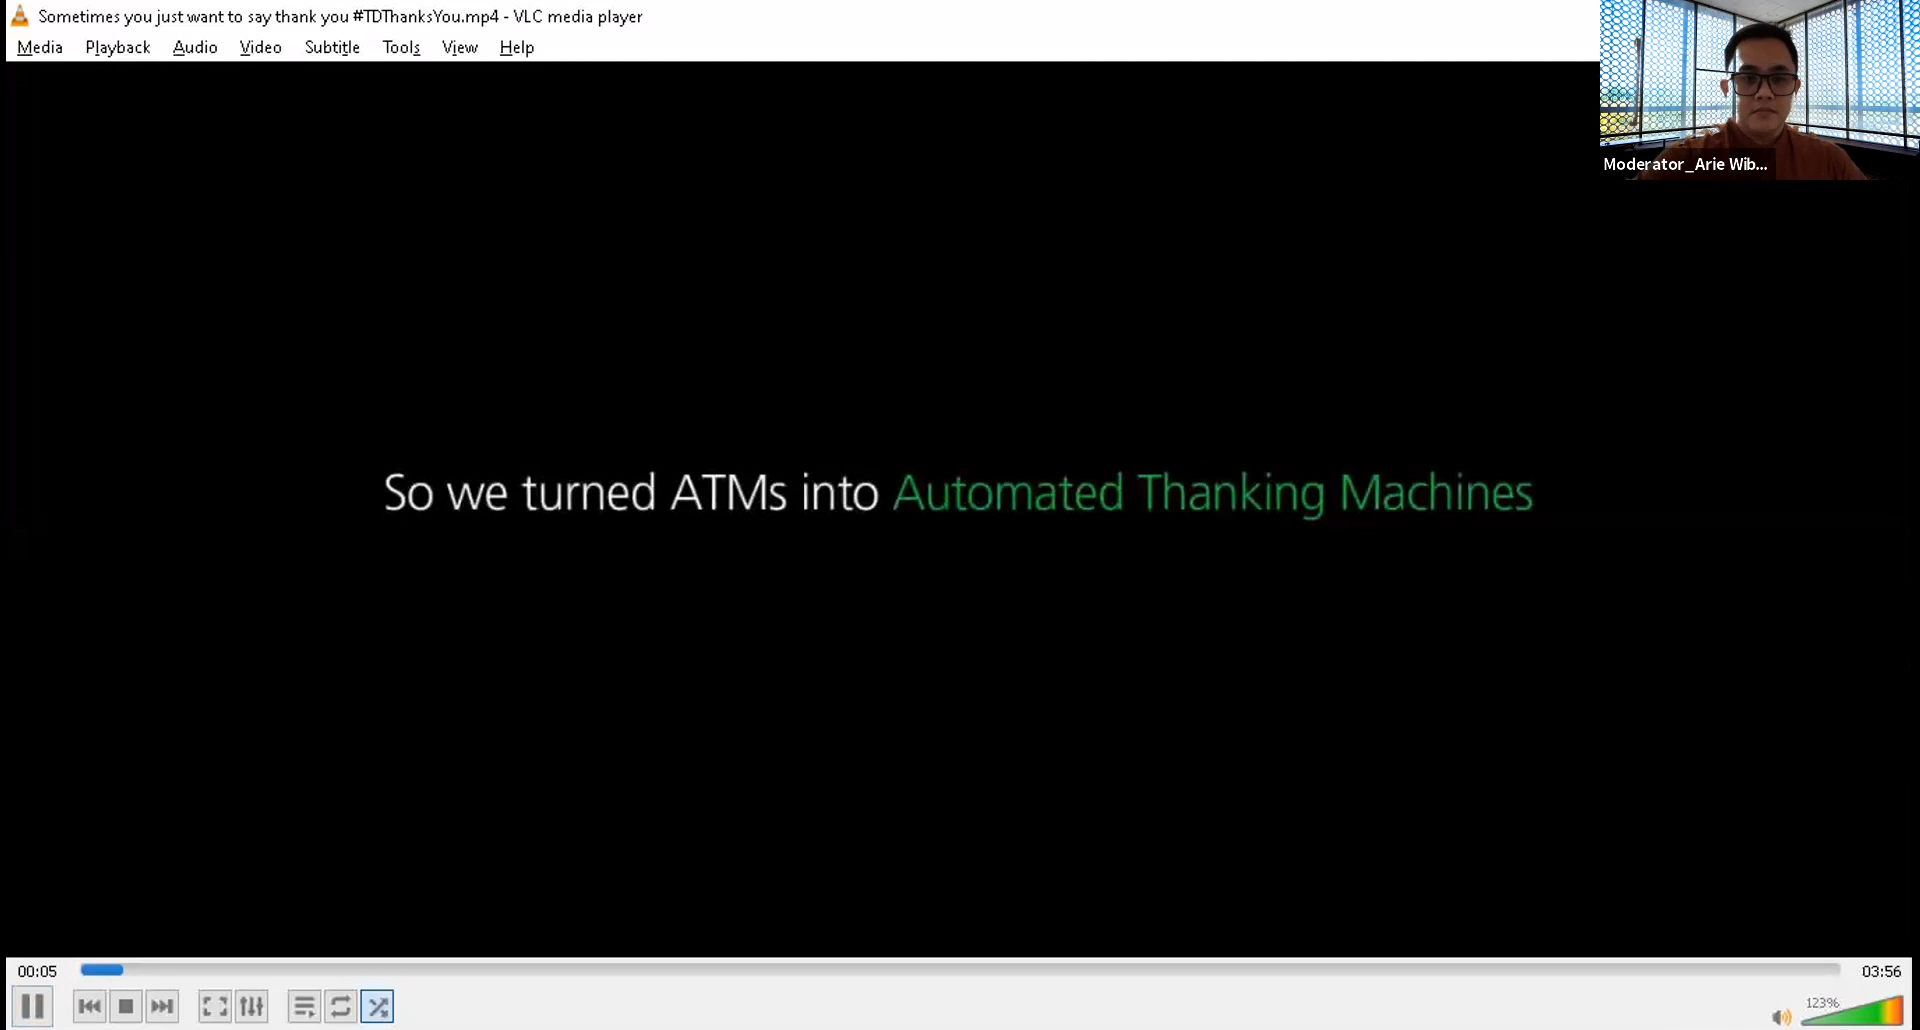 Sometimes you just want to say thank you #TDThanksYou.mp4 - VLC media player
Media Playback Audio Video Subtitle Tools View Help
Moderator_Arie Wib...
So we turned ATMs into Automated Thanking Machines
00:05 03:56
123%